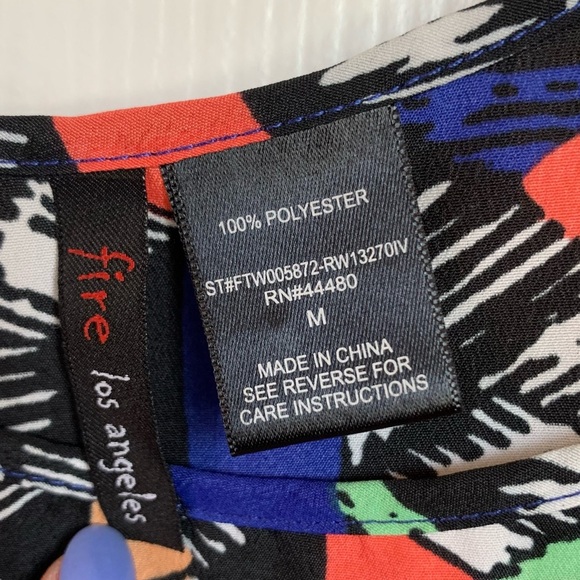 fire
los angeles
100% POLYESTER
ST#FTW005872-RW13270IV
RN#44480
M
MADE IN CHINA
SEE REVERSE FOR
CARE INSTRUCTIONS